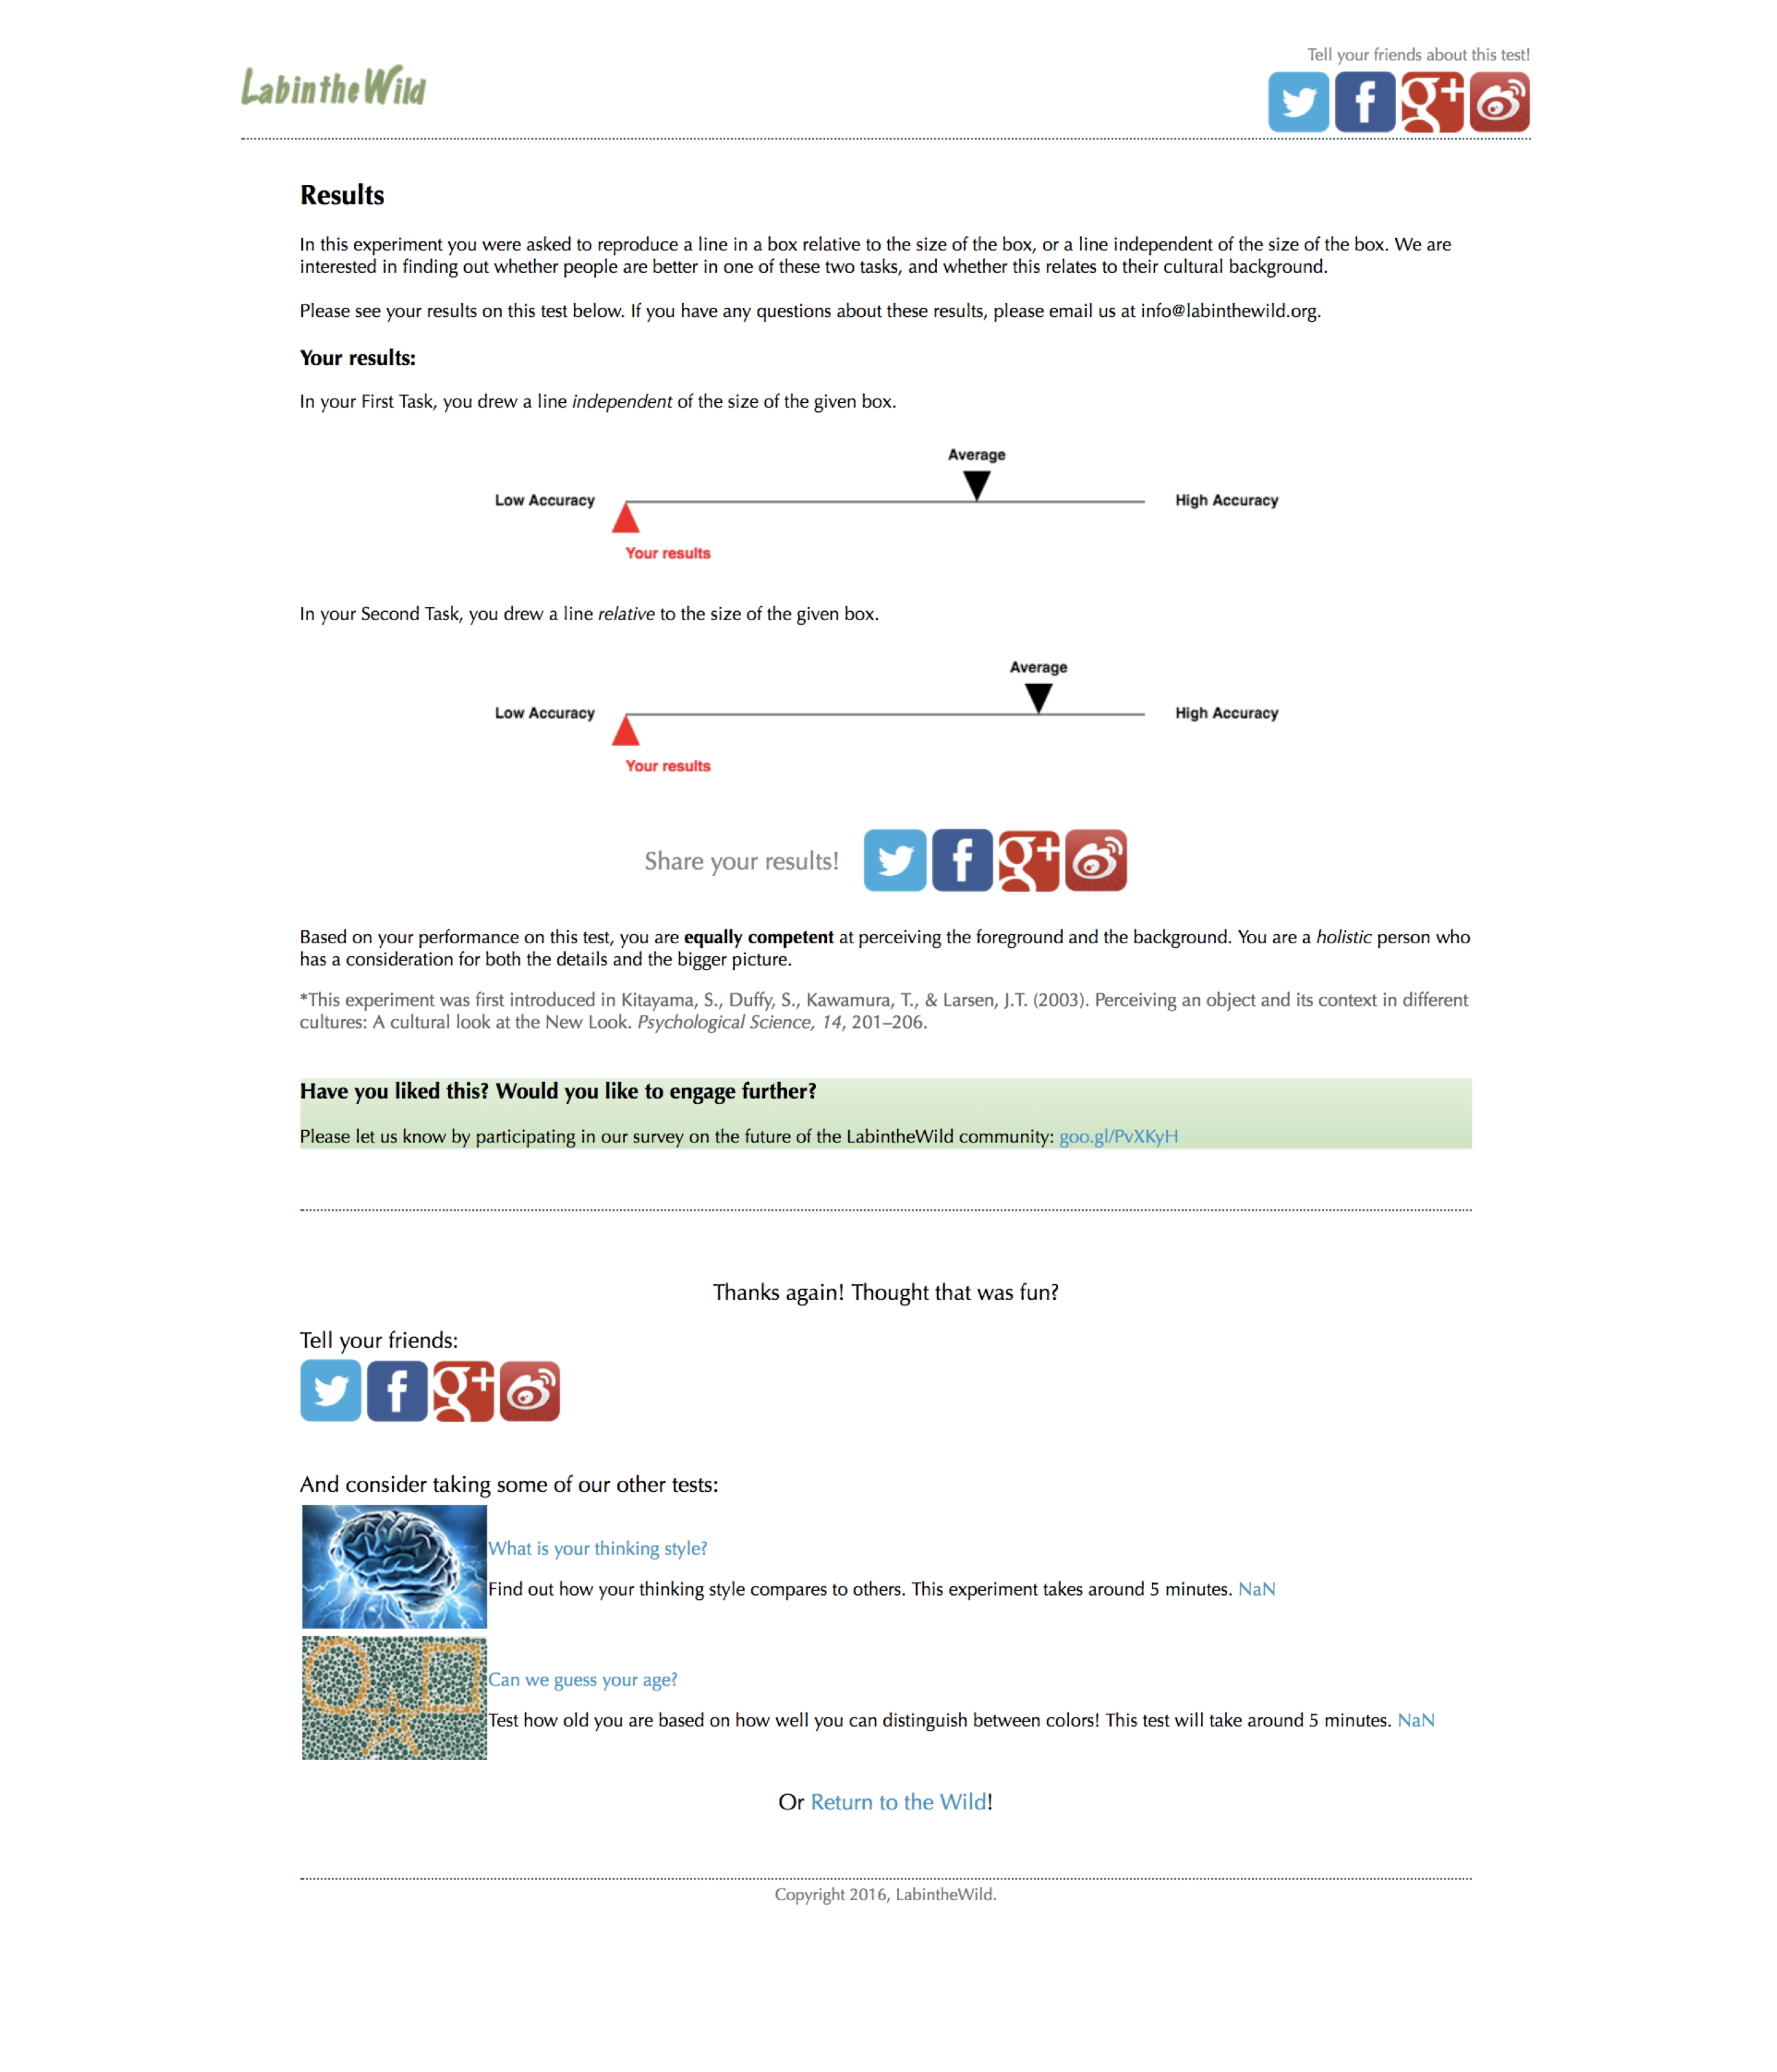 Tell your friends about this test!
LabintheWild
Results
In this experiment you were asked to reproduce a line in a box relative to the size of the box, or a line independent of the size of the box. We are
interested in finding out whether people are better in one of these two tasks, and whether this relates to their cultural background.
Please see your results on this test below. If you have any questions about these results, please email us at info@labinthewild.org.
Your results:
In your First Task, you drew a line independent of the size of the given box.
Average
Low Accuracy High Accuracy
Your results
In your Second Task, you drew a line relative to the size of the given box.
Average
Low Accuracy High Accuracy
Your results
Share your results!
Based on your performance on this test, you are equally competent at perceiving the foreground and the background. You are a holistic person who
has a consideration for both the details and the bigger picture.
*This experiment was first introduced in Kitayama, S., Duffy, S., Kawamura, T., & Larsen, J.T. (2003). Perceiving an object and its context in different
cultures: A cultural look at the New Look. Psychological Science, 14, 201–206.
Have you liked this? Would you like to engage further?
Please let us know by participating in our survey on the future of the LabintheWild community: goo.gl/PvXKyH
Thanks again! Thought that was fun?
Tell your friends:
And consider taking some of our other tests:
What is your thinking style?
Find out how your thinking style compares to others. This experiment takes around 5 minutes. NaN
Can we guess your age?
Test how old you are based on how well you can distinguish between colors! This test will take around 5 minutes. NaN
Or Return to the Wild!
Copyright 2016, LabintheWild.